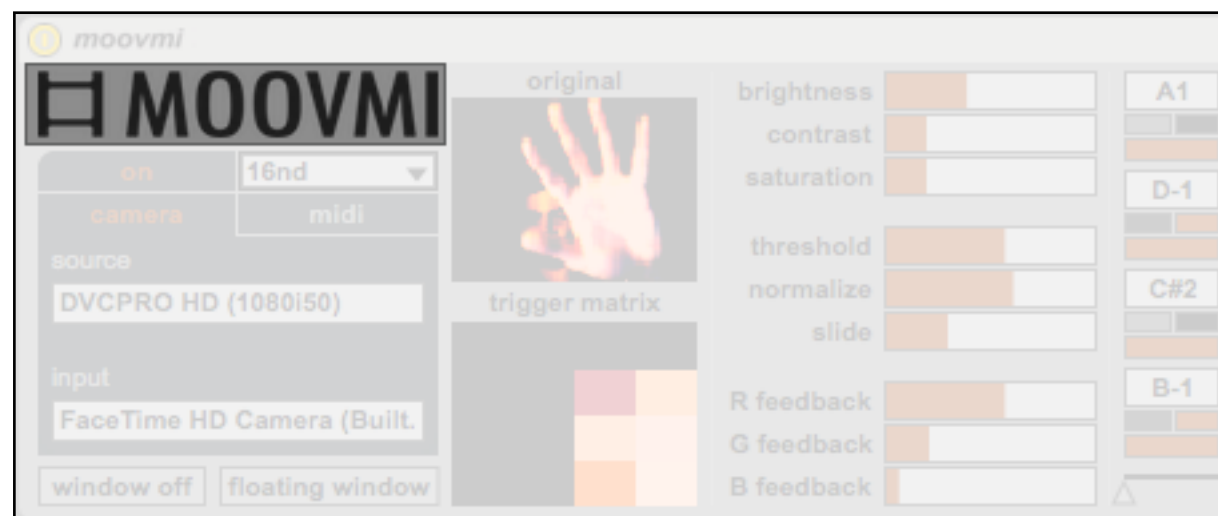 moovmi
MOOVMI
on
16nd
camera
midi
source
DVCPRO HD (1080i50)
input
FaceTime HD Camera (Built.
window off
floating window
original
trigger matrix
brightness
contrast
saturation
threshold
normalize
slide
R feedback
G feedback
B feedback
A1
D-1
C#2
B-1